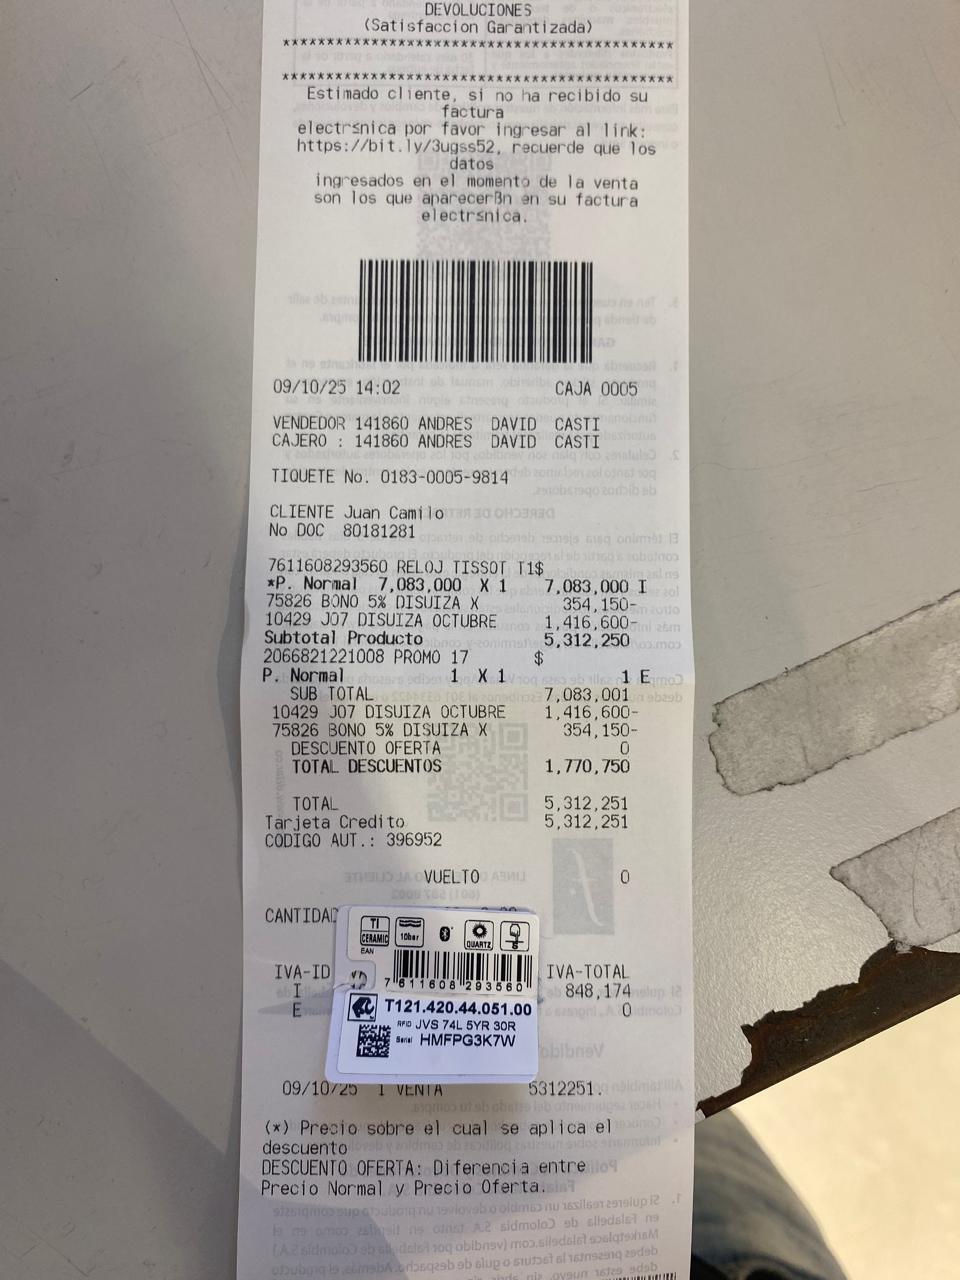 DEVOLUCIONES
(Satisfaccion Garantizada)
*******************************************
*******************************************
Estimado cliente, si no ha recibido su
factura
electrsnica por favor ingresar al link:
https://bit.ly/3ugss52, recuerde que los
datos
ingresados en el momento de la venta
son los que aparecerBn en su factura
electrsnica.
09/10/25 14:02 CAJA 0005
VENDEDOR 141860 ANDRES DAVID CASTI
CAJERO : 141860 ANDRES DAVID CASTI
TIQUETE No. 0183-0005-9814
CLIENTE Juan Camilo
No DOC 80181281
7611608293560 RELOJ TISSOT T1$
*P. Normal 7,083,000 X 1 7,083,000 I
75826 BONO 5% DISUIZA X 354,150-
10429 JO7 DISUIZA OCTUBRE 1,416,600-
Subtotal Producto 5,312,250
2066821221008 PROMO 17 $
P. Normal 1 X 1 1 E
SUB TOTAL 7,083,001
10429 JO7 DISUIZA OCTUBRE 1,416,600-
75826 BONO 5% DISUIZA X 354,150-
DESCUENTO OFERTA 0
TOTAL DESCUENTOS 1,770,750
TOTAL 5,312,251
Tarjeta Credito 5,312,251
CODIGO AUT.: 396952
VUELTO 0
CANTIDAD
TI
CERAMIC
10bar
QUARTZ
EAN
7 611608 293560
IVA-ID IVA-TOTAL
I 848,174
E 0
T121.420.44.051.00
RFID JVS 74L 5YR 30R
Serial HMFPG3K7W
09/10/25 1 VENTA 5312251.
(*) Precio sobre el cual se aplica el
descuento
DESCUENTO OFERTA: Diferencia entre
Precio Normal y Precio Oferta.